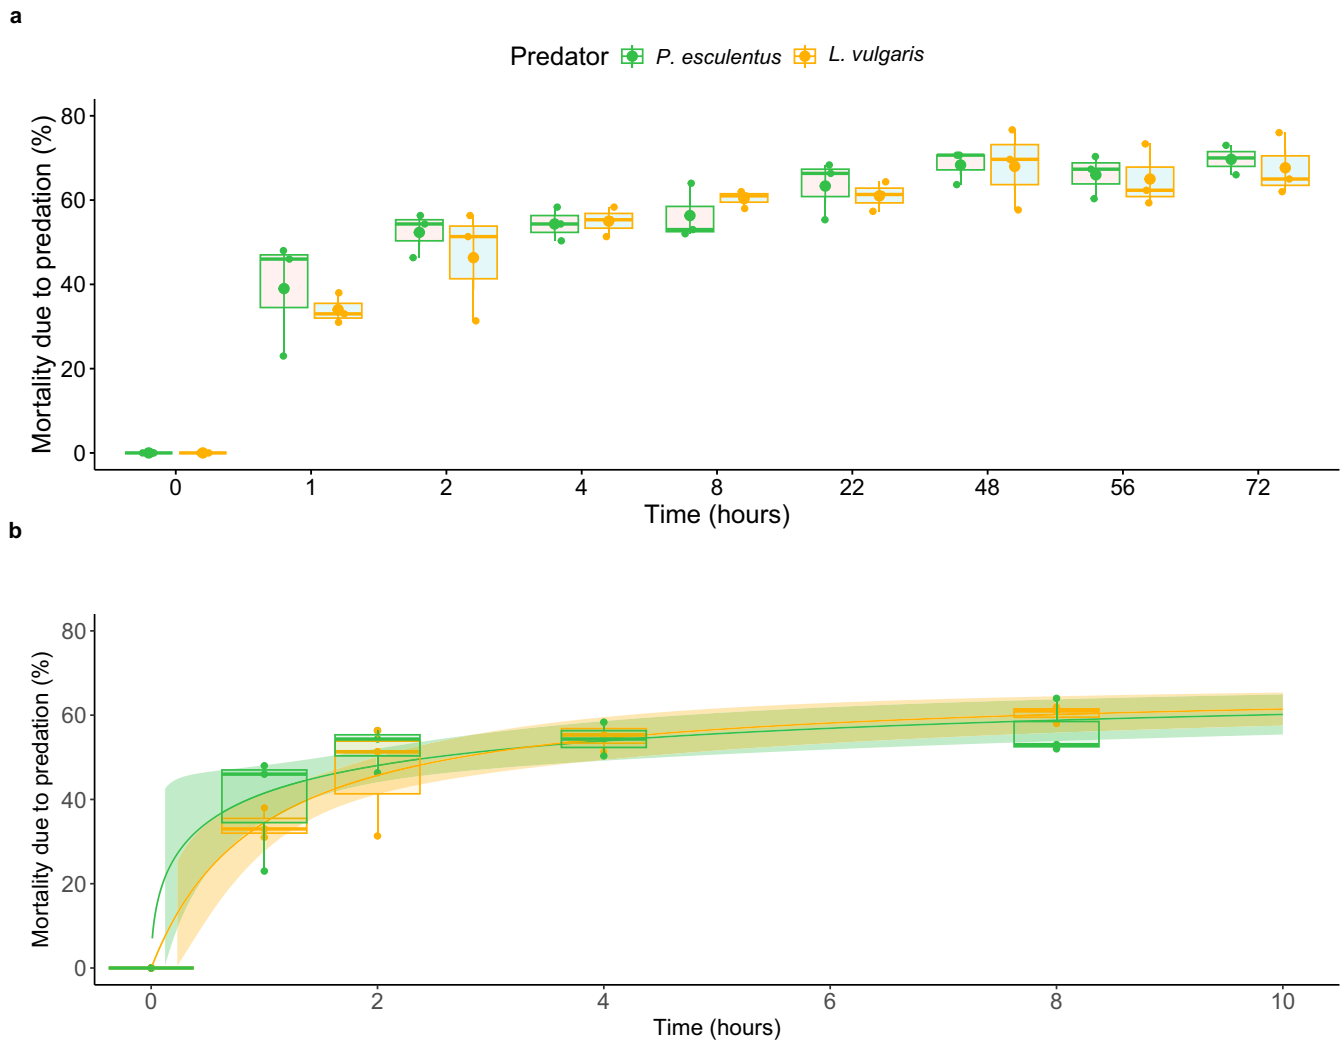 a
Predator P. esculentus L. vulgaris
Mortality due to predation (%)
80
60
40
20
0
0 1 2 4 8 22 48 56 72
Time (hours)
b
Mortality due to predation (%)
80
60
40
20
0
0 2 4 6 8 10
Time (hours)